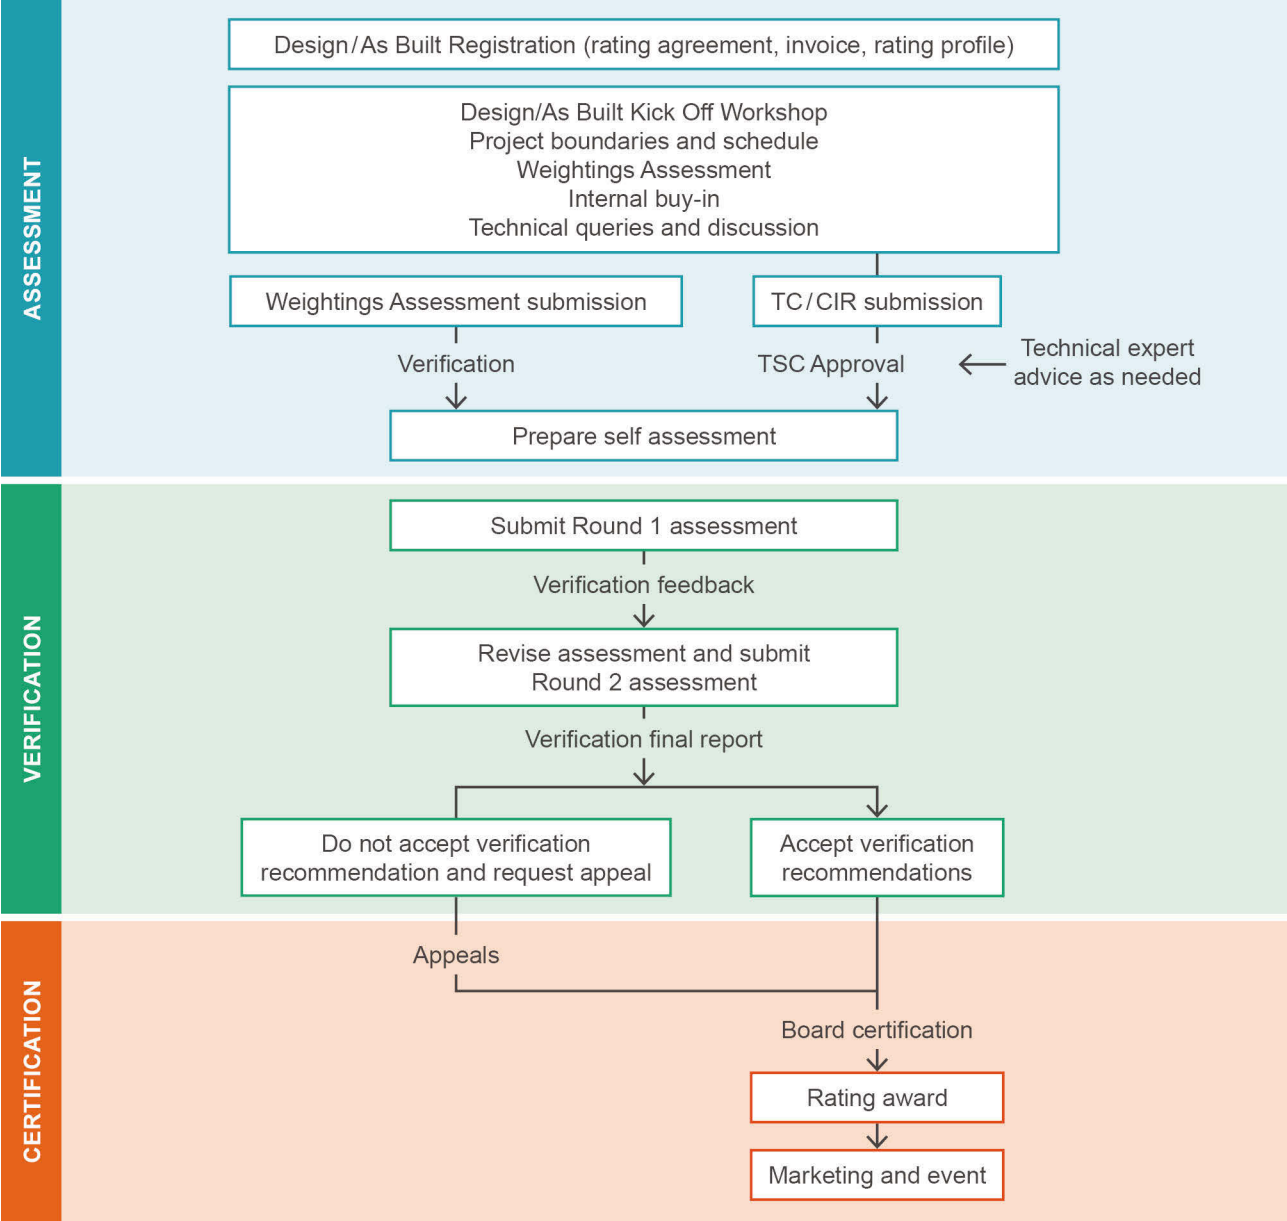 ASSESSMENT
Design/As Built Registration (rating agreement, invoice, rating profile)
Design/As Built Kick Off Workshop
Project boundaries and schedule
Weightings Assessment
Internal buy-in
Technical queries and discussion
Weightings Assessment submission
TC/CIR submission
Verification
TSC Approval
Technical expert
advice as needed
Prepare self assessment
VERIFICATION
Submit Round 1 assessment
Verification feedback
Revise assessment and submit
Round 2 assessment
Verification final report
Do not accept verification
recommendation and request appeal
Accept verification
recommendations
CERTIFICATION
Appeals
Board certification
Rating award
Marketing and event